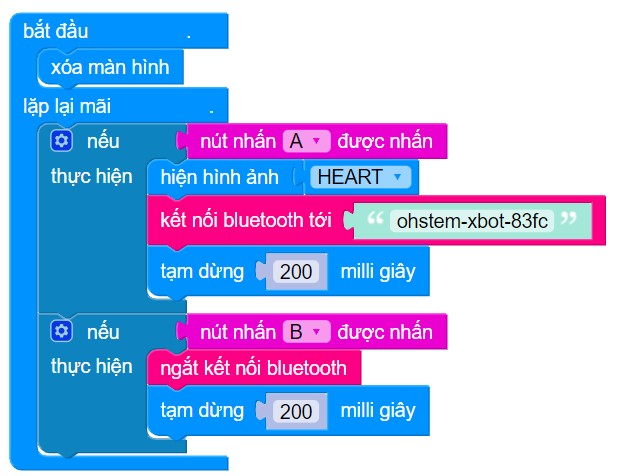 bắt đầu .
xóa màn hình
lặp lại mãi .
nếu nút nhấn A được nhấn
thực hiện hiện hình ảnh HEART
kết nối bluetooth tới “ ohstem-xbot-83fc ”
tạm dừng 200 milli giây
nếu nút nhấn B được nhấn
thực hiện ngắt kết nối bluetooth
tạm dừng 200 milli giây